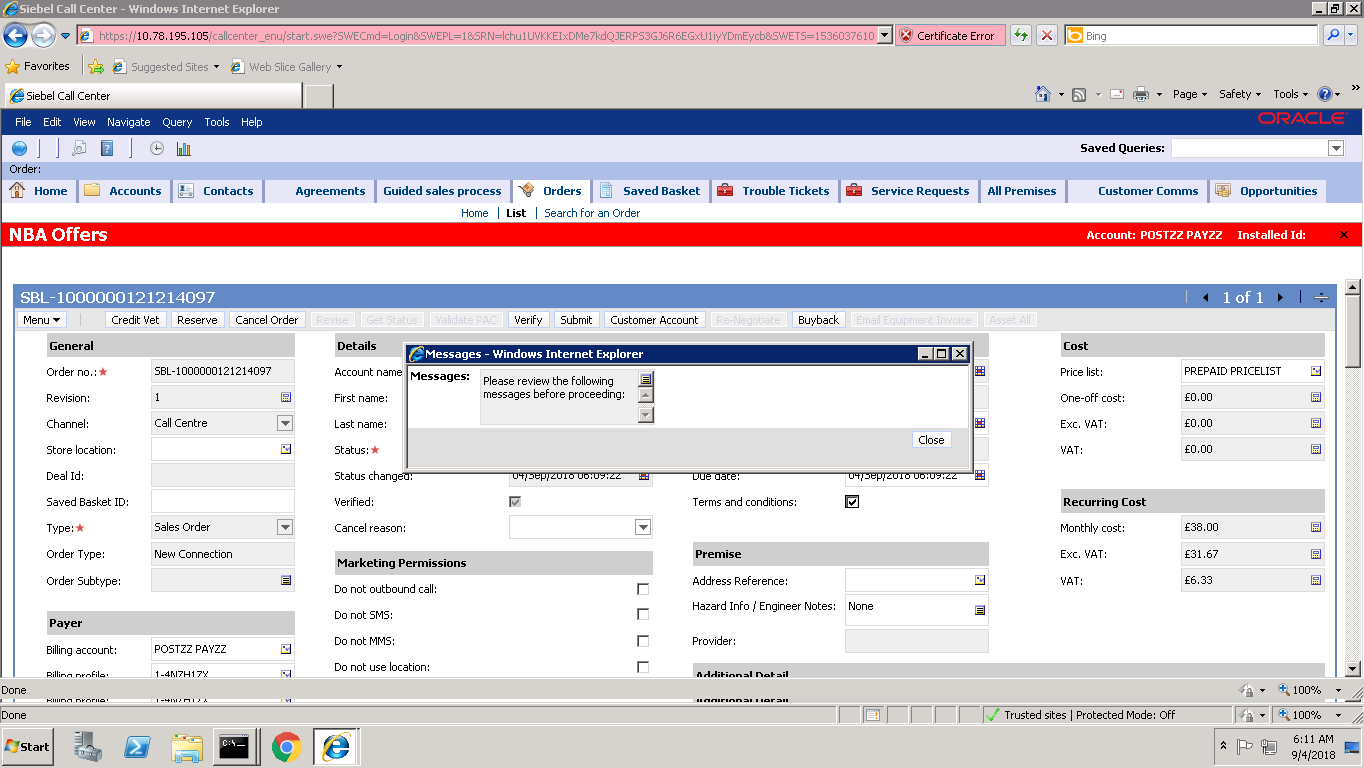 Siebel Call Center - Windows Internet Explorer
https://10.78.195.105/callcenter_enu/start.swe?SWECmd=Login&SWEPL=1&SRN=lchu1UVKKEIxDMe7kdQJERPS3GJ6R6EGxU1iyYDmEycb&SWETS=1536037610 Certificate Error Bing
Favorites Suggested Sites Web Slice Gallery
Siebel Call Center Page Safety Tools
File Edit View Navigate Query Tools Help ORACLE
Saved Queries:
Order:
Home Accounts Contacts Agreements Guided sales process Orders Saved Basket Trouble Tickets Service Requests All Premises Customer Comms Opportunities
Home List Search for an Order
NBA Offers Account: POSTZZ PAYZZ Installed Id:
SBL-1000000121214097 1 of 1
Menu Credit Vet Reserve Cancel Order Revise Get Status Validate PAC Verify Submit Customer Account Re-Negotiate Buyback Email Equipment Invoice Asset All
General Details Cost
Messages - Windows Internet Explorer
Messages: Please review the following
messages before proceeding:
Close
Order no.: SBL-1000000121214097 Account name Price list: PREPAID PRICELIST
Revision: 1 First name: One-off cost: £0.00
Channel: Call Centre Last name: Exc. VAT: £0.00
Store location: Status: VAT: £0.00
Deal Id: Status changed: 04/Sep/2018 06:09:22 Due date: 04/Sep/2018 06:09:22
Saved Basket ID: Verified: Terms and conditions: Recurring Cost
Type: Sales Order Cancel reason: Monthly cost: £38.00
Order Type: New Connection Marketing Permissions Premise Exc. VAT: £31.67
Order Subtype: Do not outbound call: Address Reference: VAT: £6.33
Payer Do not SMS: Hazard Info / Engineer Notes: None
Billing account: POSTZZ PAYZZ Do not MMS: Provider:
Billing profile: 1-4NZH1ZX Do not use location: Additional Detail
Done 100%
Billing profile: 1-4NZH1ZX Additional Detail
Done Trusted sites | Protected Mode: Off 100%
Start 6:11 AM
9/4/2018